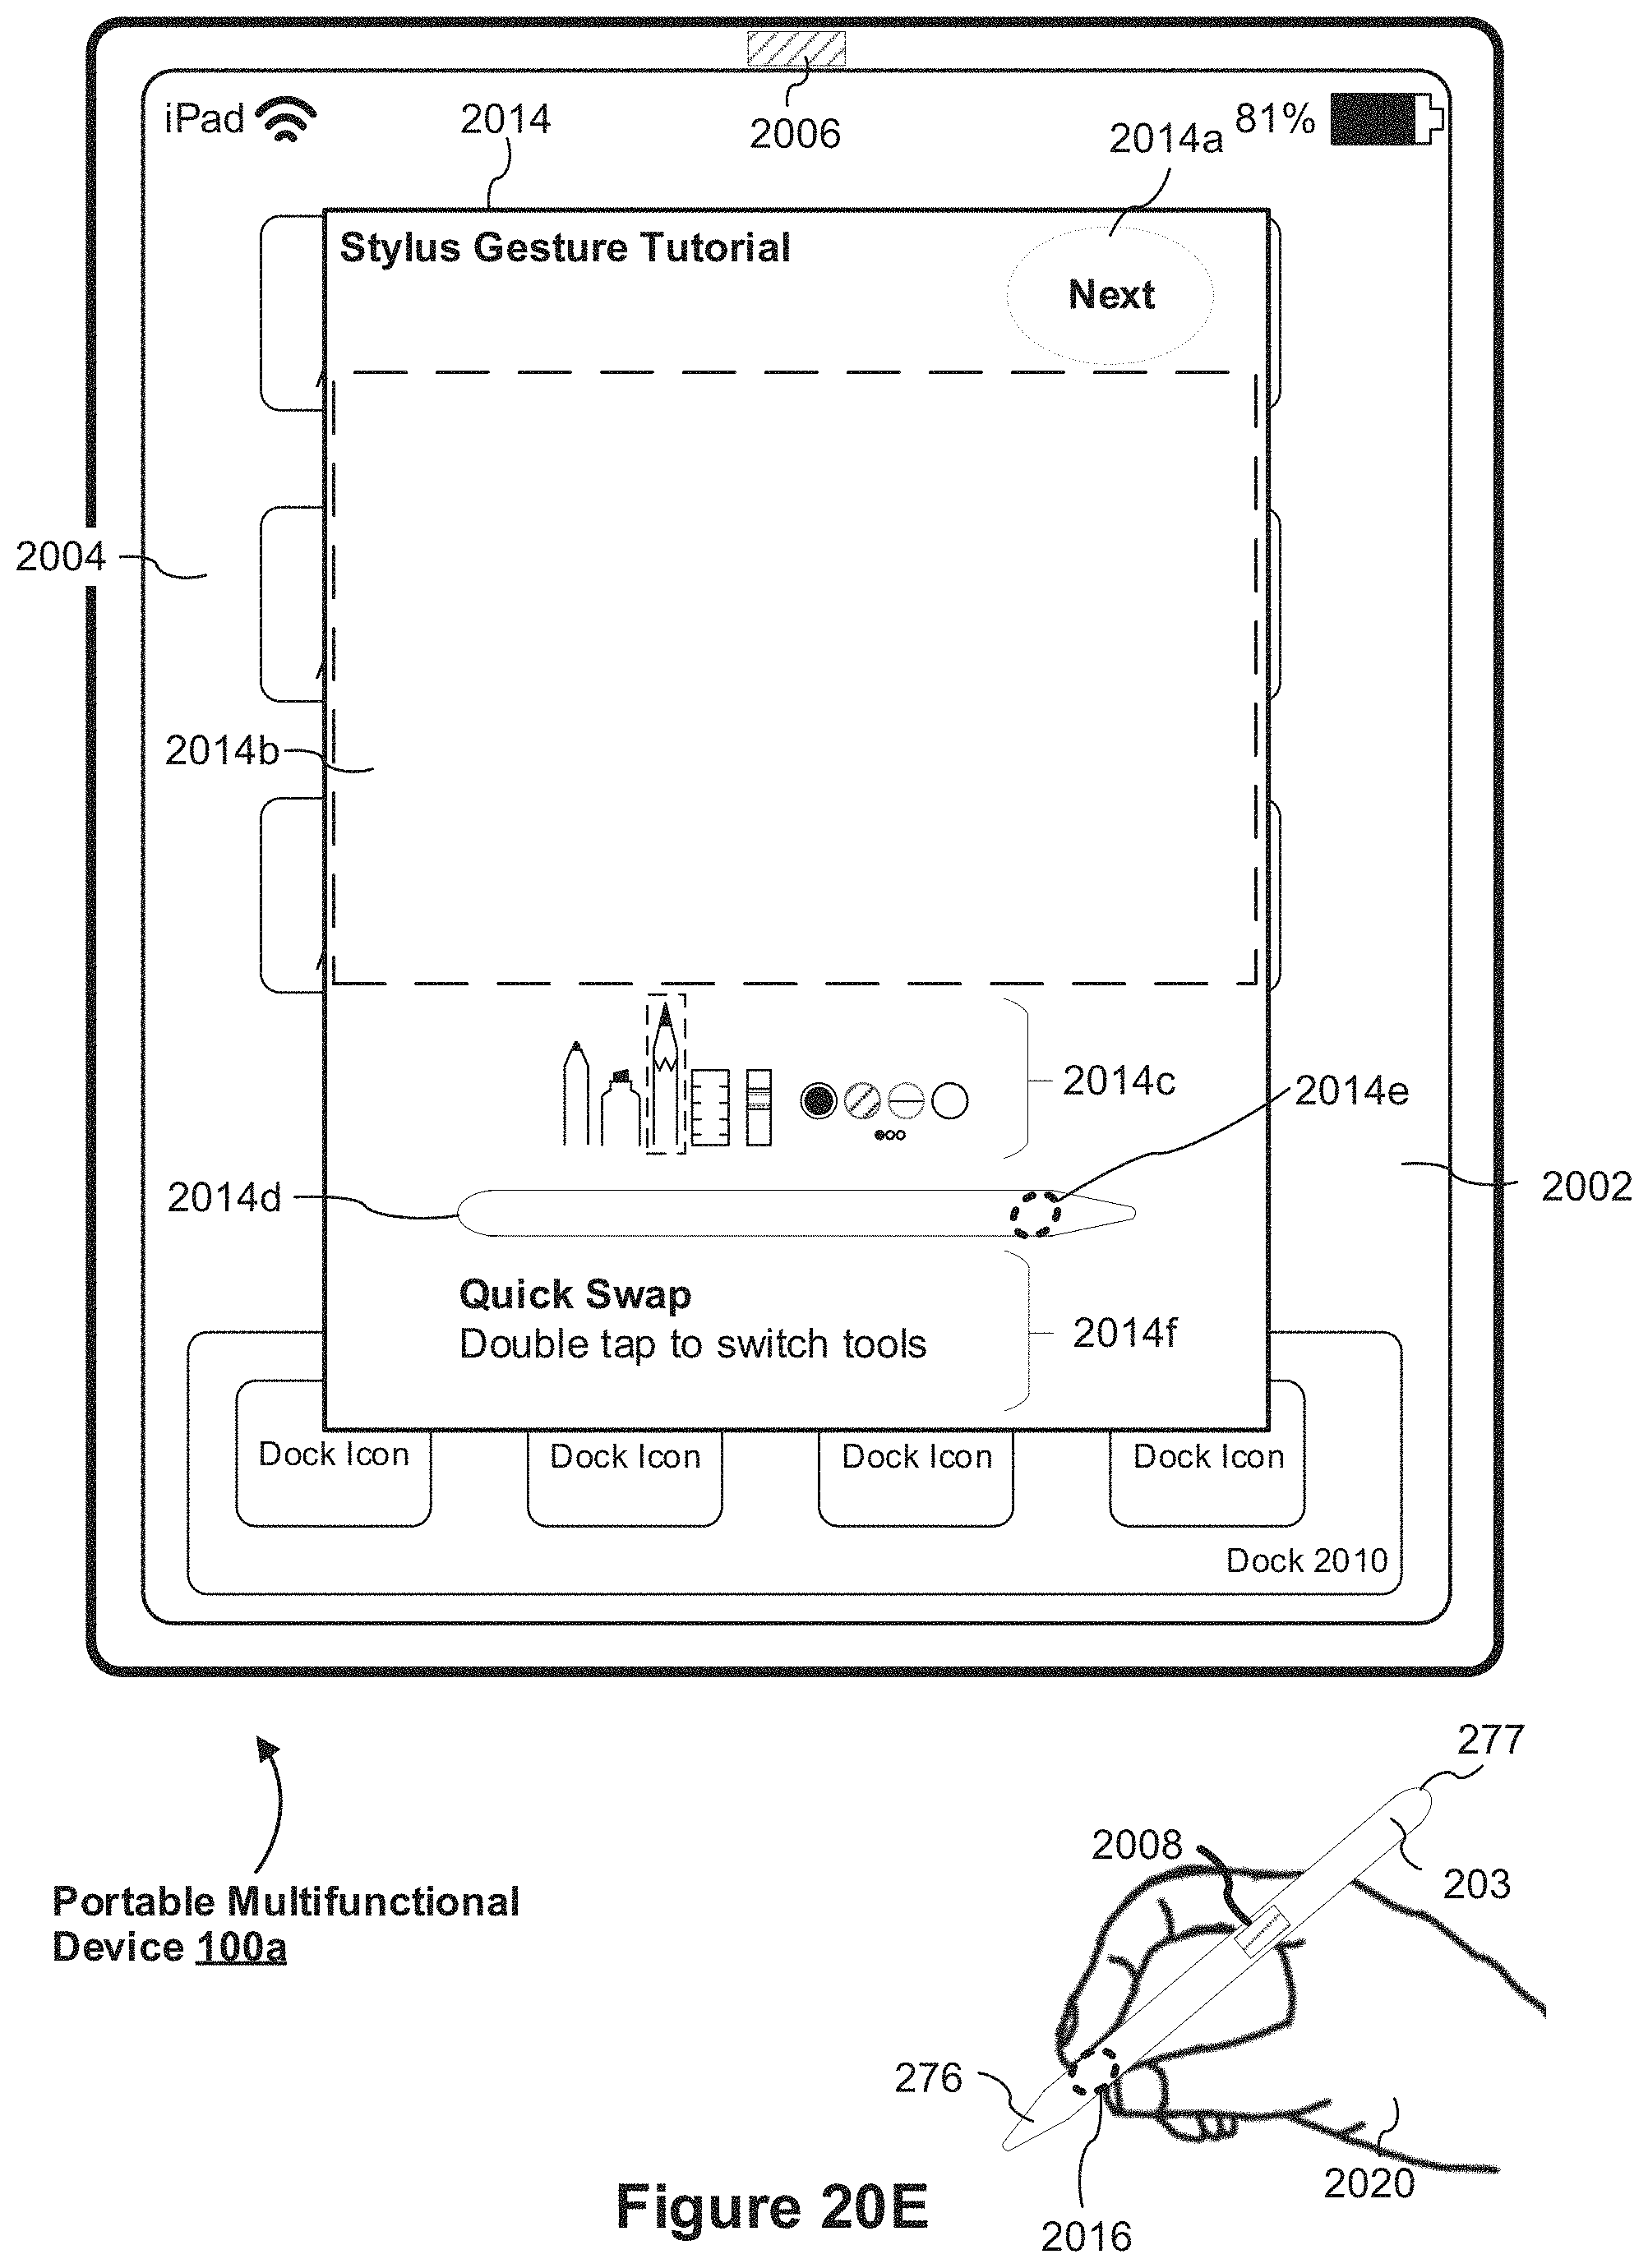 iPad
2014
2006
2014a
81%
Stylus Gesture Tutorial
Next
2004
2014b
2014c
2014e
2014d
2002
Quick Swap
Double tap to switch tools
2014f
Dock Icon
Dock Icon
Dock Icon
Dock Icon
Dock 2010
277
2008
203
Portable Multifunctional
Device 100a
276
2020
Figure 20E
2016